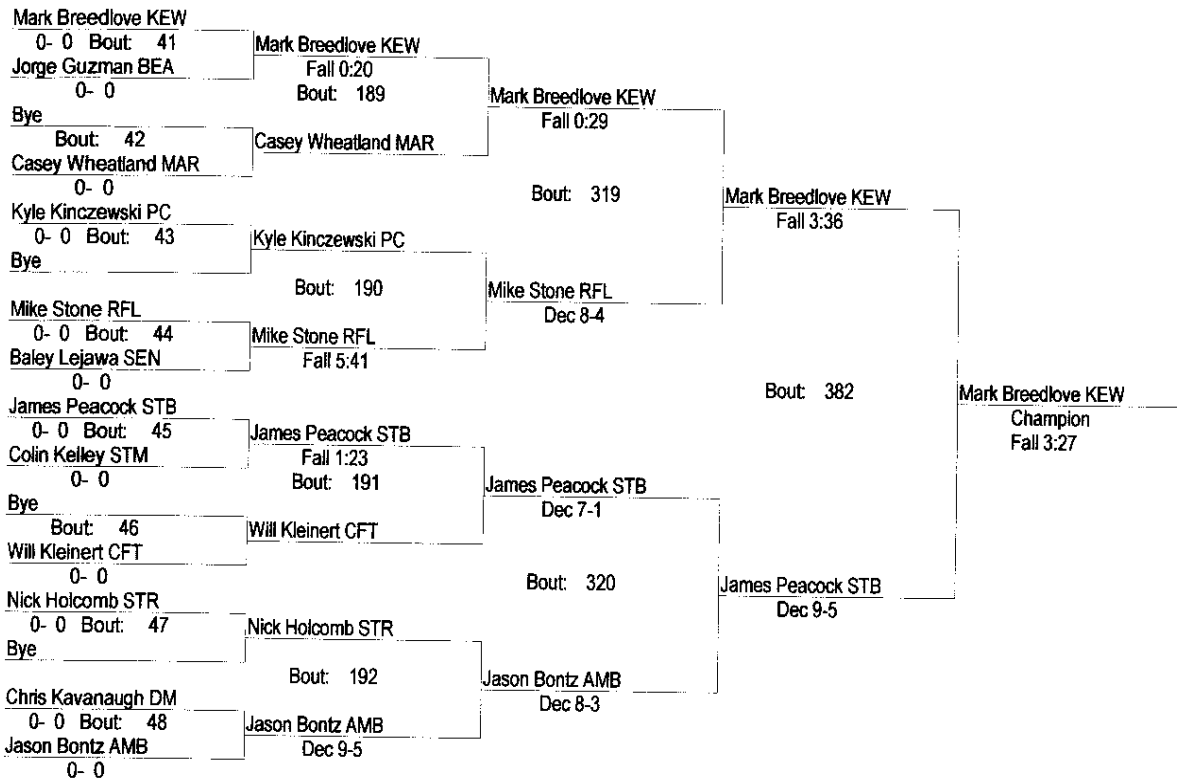 Mark Breedlove KEW
0- 0 Bout: 41
Jorge Guzman BEA
0- 0
Bye
Bout: 42
Casey Wheatland MAR
0- 0
Kyle Kinczewski PC
0- 0 Bout: 43
Bye
Mike Stone RFL
0- 0 Bout: 44
Baley Lejawa SEN
0- 0
James Peacock STB
0- 0 Bout: 45
Colin Kelley STM
0- 0
Bye
Bout: 46
Will Kleinert CFT
0- 0
Nick Holcomb STR
0- 0 Bout: 47
Bye
Chris Kavanaugh DM
0- 0 Bout: 48
Jason Bontz AMB
0- 0
Mark Breedlove KEW
Fall 0:20
Bout: 189
Casey Wheatland MAR
Kyle Kinczewski PC
Bout: 190
Mike Stone RFL
Fall 5:41
James Peacock STB
Fall 1:23
Bout: 191
Will Kleinert CFT
Nick Holcomb STR
Bout: 192
Jason Bontz AMB
Dec 9-5
Mark Breedlove KEW
Fall 0:29
Bout: 319
Mike Stone RFL
Dec 8-4
James Peacock STB
Dec 7-1
Bout: 320
Jason Bontz AMB
Dec 8-3
Mark Breedlove KEW
Fall 3:36
Bout: 382
James Peacock STB
Dec 9-5
Mark Breedlove KEW
Champion
Fall 3:27